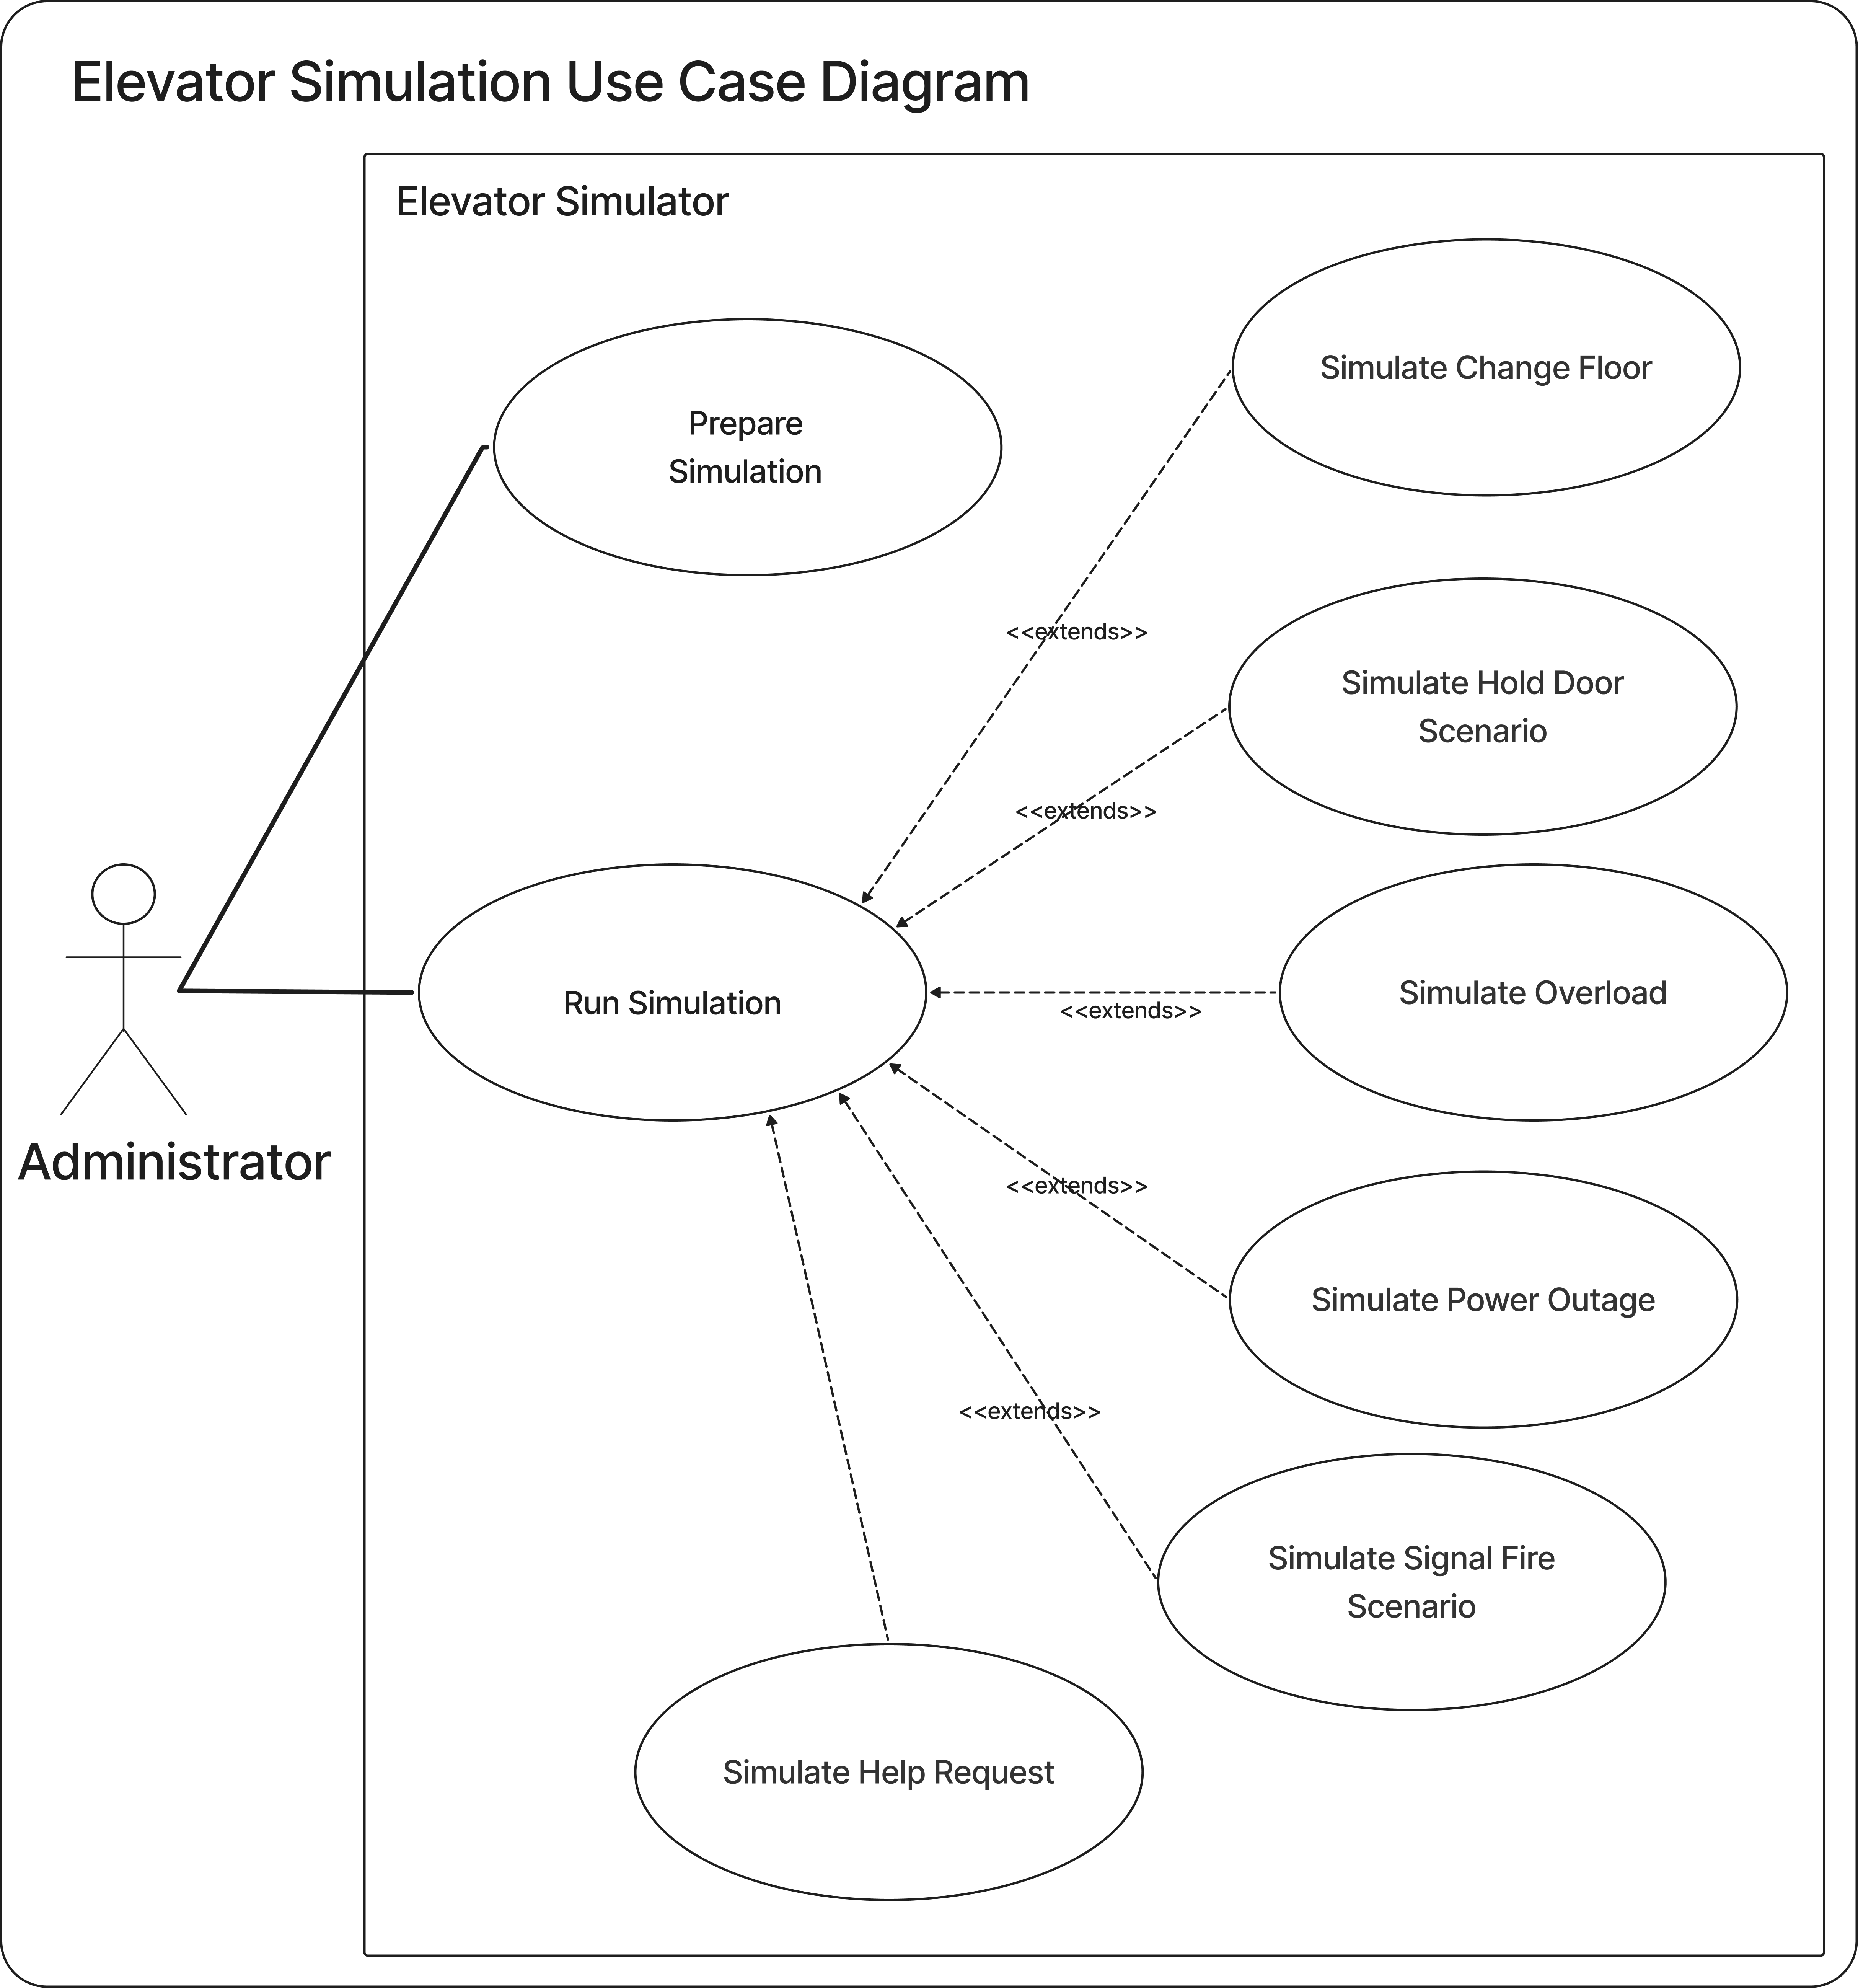 Elevator Simulation Use Case Diagram
Elevator Simulator
Simulate Change Floor
Prepare
Simulation
<<extends>>
Simulate Hold Door
Scenario
<<extends>>
Run Simulation
Simulate Overload
<<extends>>
Administrator
<<extends>>
Simulate Power Outage
<<extends>>
Simulate Signal Fire
Scenario
Simulate Help Request